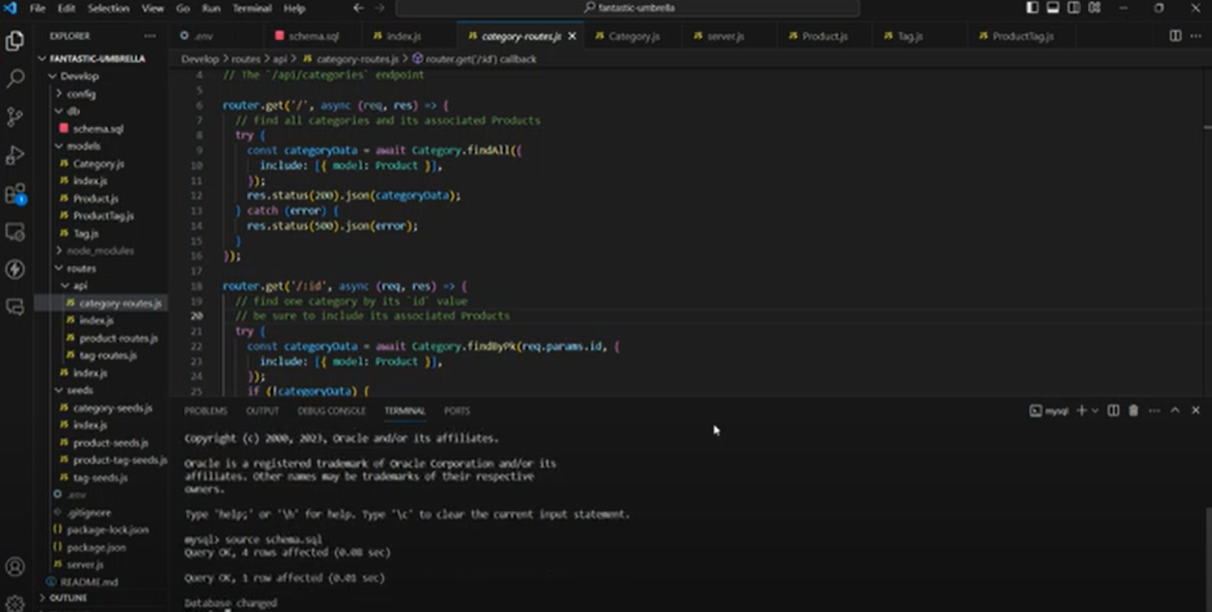 File Edit Selection View Go Run Terminal Help
fantastic-umbrella
EXPLORER
FANTASTIC-UMBRELLA
Develop
config
db
schema.sql
models
Category.js
index.js
Product.js
ProductTag.js
Tag.js
node_modules
routes
api
category-routes.js
index.js
product-routes.js
tag-routes.js
index.js
seeds
category-seeds.js
index.js
product-seeds.js
product-tag-seeds.js
tag-seeds.js
.env
.gitignore
package-lock.json
package.json
server.js
README.md
OUTLINE
.env schema.sql index.js category-routes.js Category.js server.js Product.js Tag.js ProductTag.js
Develop > routes > api > category-routes.js > router.get('/:id') callback
4 // The `/api/categories` endpoint
5
6 router.get('/', async (req, res) => {
7 // find all categories and its associated Products
8 try {
9 const categoryData = await Category.findAll({
10 include: [{ model: Product }],
11 });
12 res.status(200).json(categoryData);
13 } catch (error) {
14 res.status(500).json(error);
15 }
16 });
17
18 router.get('/:id', async (req, res) => {
19 // find one category by its `id` value
20 // be sure to include its associated Products
21 try {
22 const categoryData = await Category.findByPk(req.params.id, {
23 include: [{ model: Product }],
24 });
25 if (!categoryData) {
PROBLEMS OUTPUT DEBUG CONSOLE TERMINAL PORTS
mysql
Copyright (c) 2000, 2023, Oracle and/or its affiliates.
Oracle is a registered trademark of Oracle Corporation and/or its
affiliates. Other names may be trademarks of their respective
owners.
Type 'help;' or '\h' for help. Type '\c' to clear the current input statement.
mysql> source schema.sql
Query OK, 4 rows affected (0.08 sec)
Query OK, 1 row affected (0.01 sec)
Database changed